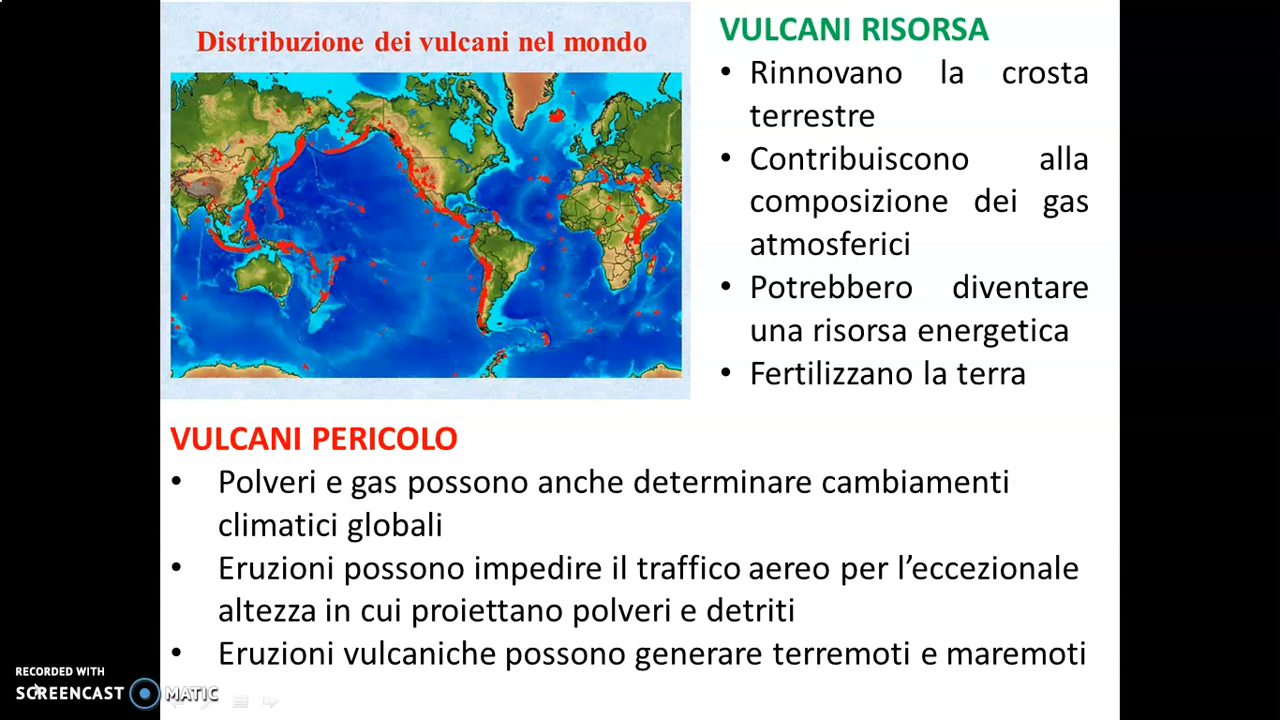 Distribuzione dei vulcani nel mondo
VULCANI RISORSA
• Rinnovano la crosta
terrestre
• Contribuiscono alla
composizione dei gas
atmosferici
• Potrebbero diventare
una risorsa energetica
• Fertilizzano la terra
VULCANI PERICOLO
• Polveri e gas possono anche determinare cambiamenti
climatici globali
• Eruzioni possono impedire il traffico aereo per l’eccezionale
altezza in cui proiettano polveri e detriti
• Eruzioni vulcaniche possono generare terremoti e maremoti
RECORDED WITH
SCREENCAST MATIC